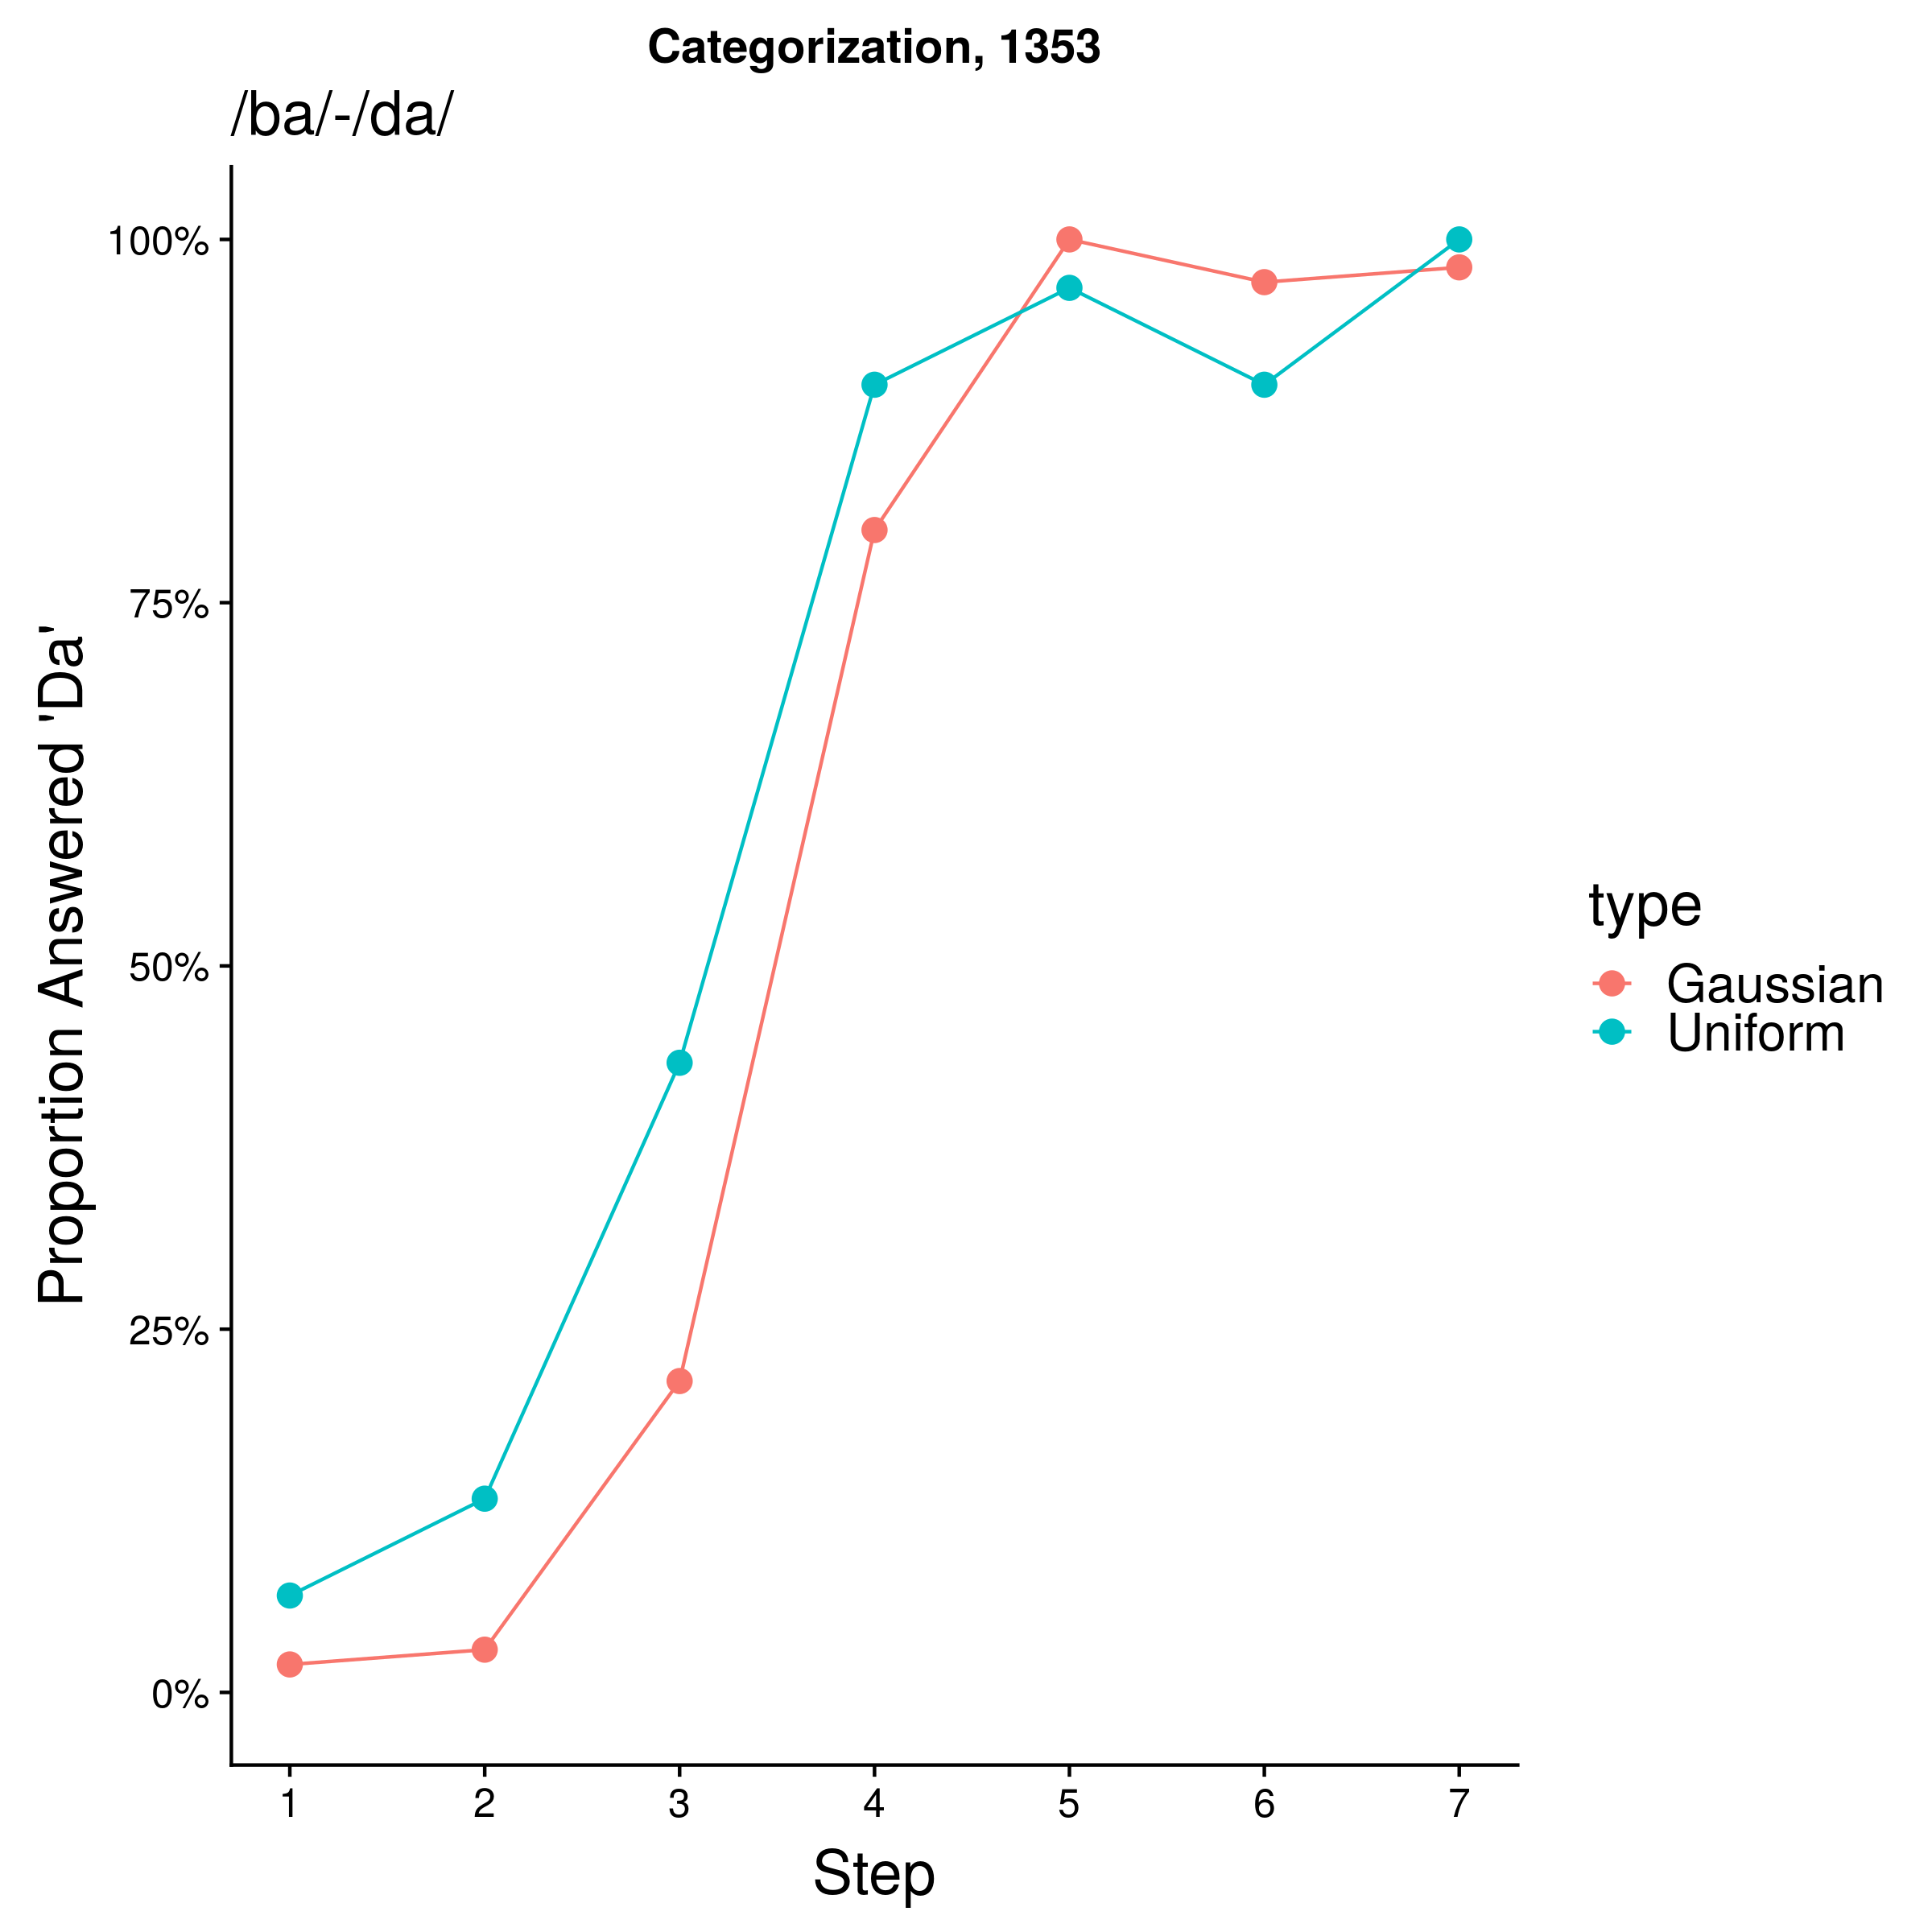 Categorization, 1353
/ba/-/da/
Proportion Answered 'Da'
100%
75%
50%
25%
0%
1 2 3 4 5 6 7
Step
type
Gaussian
Uniform